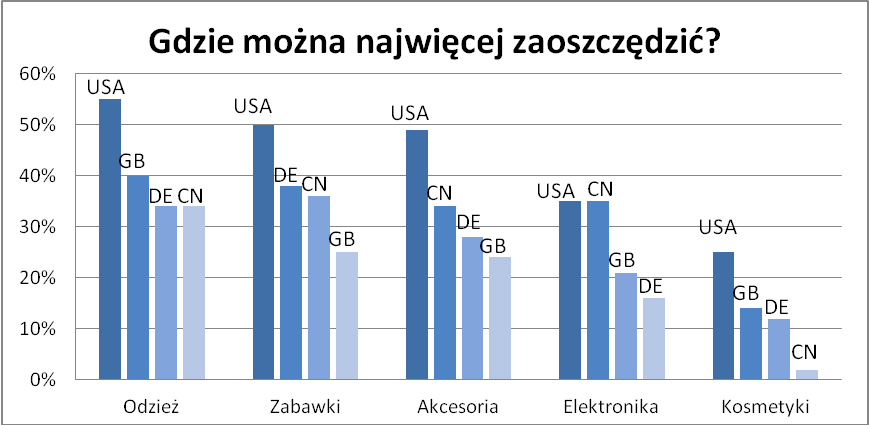 Gdzie można najwięcej zaoszczędzić?
60%
50%
40%
30%
20%
10%
0%
USA
GB
DE
CN
USA
DE
CN
GB
USA
CN
DE
GB
USA
CN
GB
DE
USA
GB
DE
CN
Odzież
Zabawki
Akcesoria
Elektronika
Kosmetyki